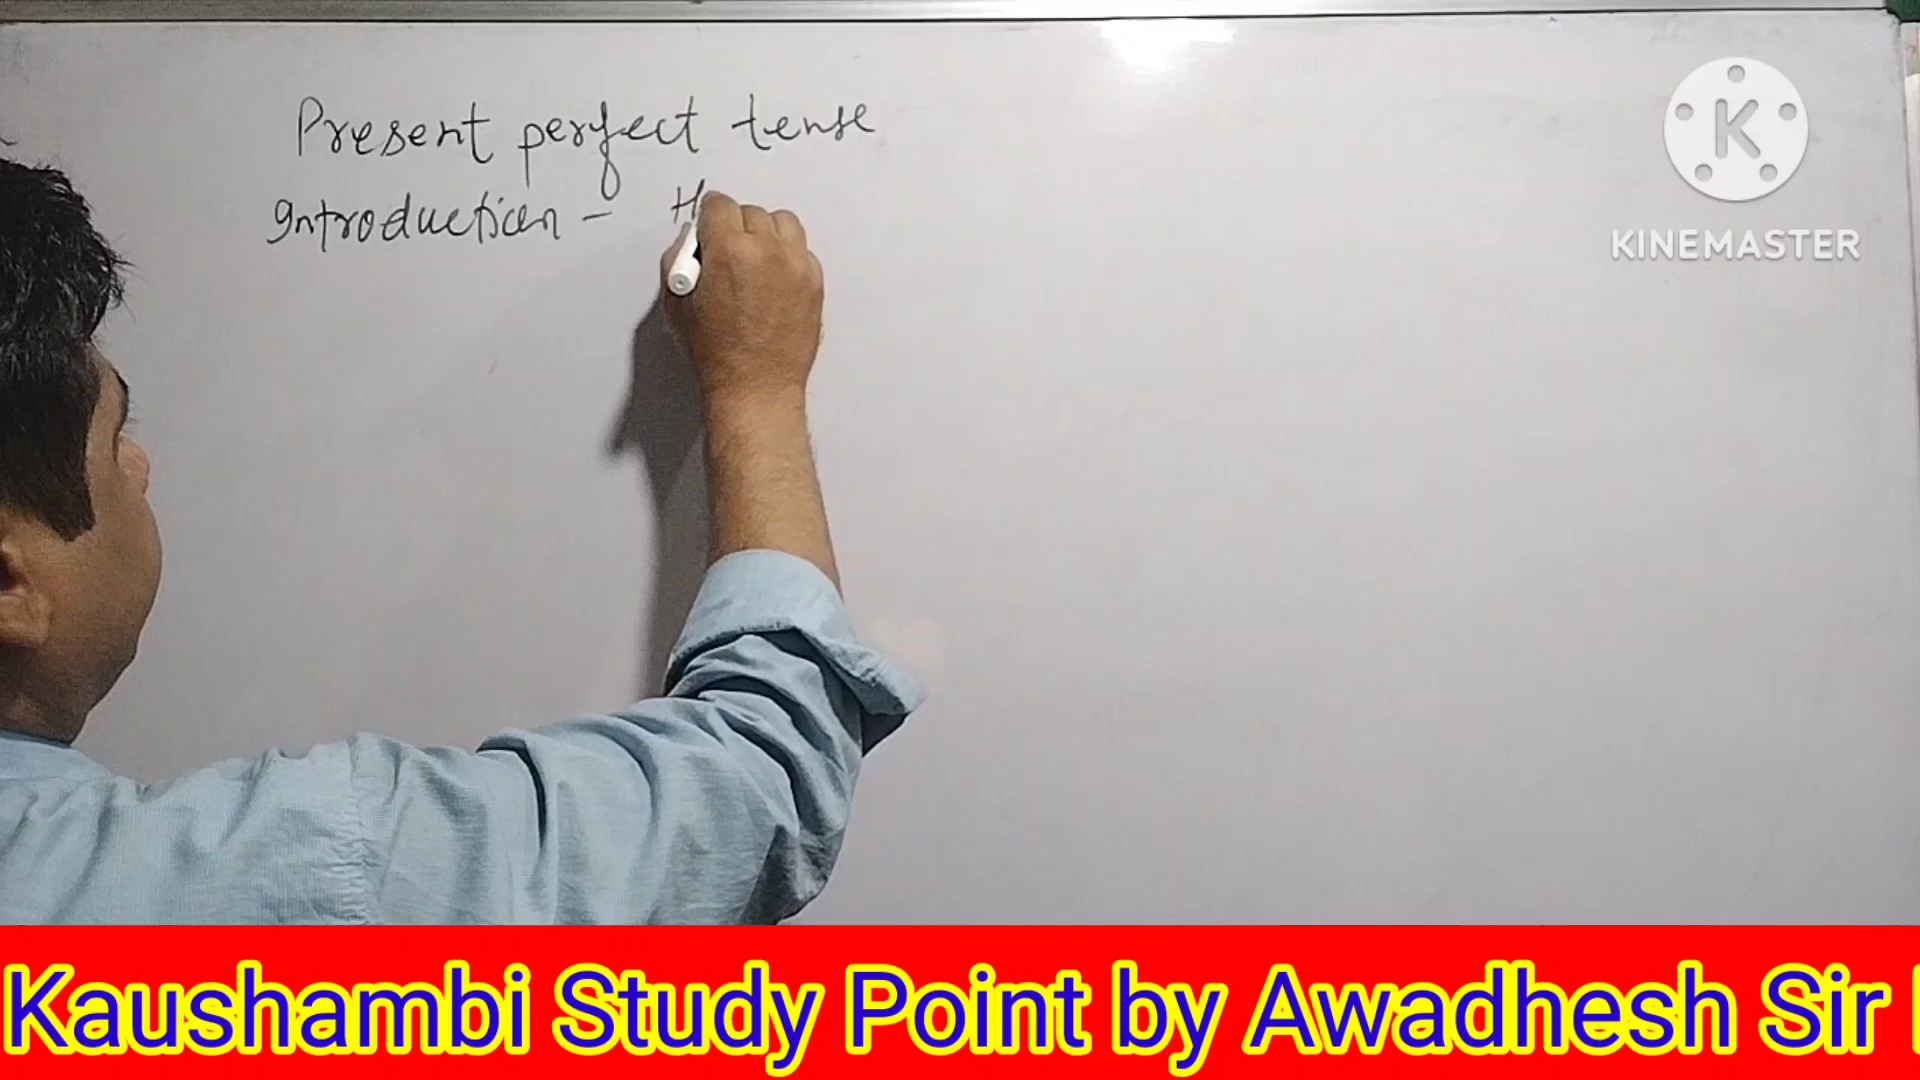 Present perfect tense
Introduction - H
KINEMASTER
Kaushambi Study Point by Awadhesh Sir